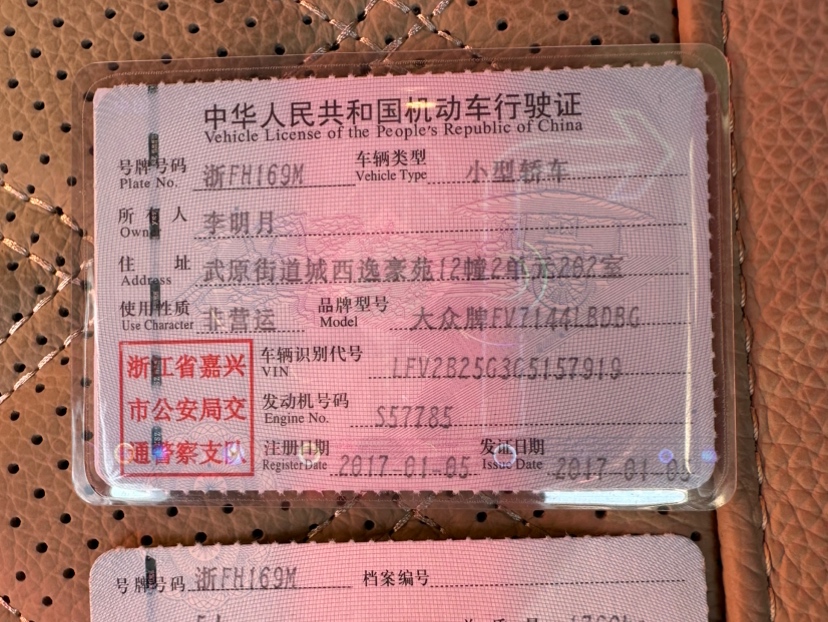 中华人民共和国机动车行驶证
Vehicle License of the People's Republic of China
号牌号码 浙FH169M 车辆类型 小型轿车
Plate No. Vehicle Type
所有人 李明月
Owner
住址 武原街道城西逸豪苑12幢2单元202室
Address
使用性质 非营运 品牌型号 大众牌FV7144LBDBG
Use Character Model
浙江省嘉兴
市公安局交
通警察支队
车辆识别代号 LFV2B25G3G5157919
VIN
发动机号码 S57785
Engine No.
注册日期 2017-01-05 发证日期 2017-01-05
Register Date Issue Date
号牌号码 浙FH169M 档案编号